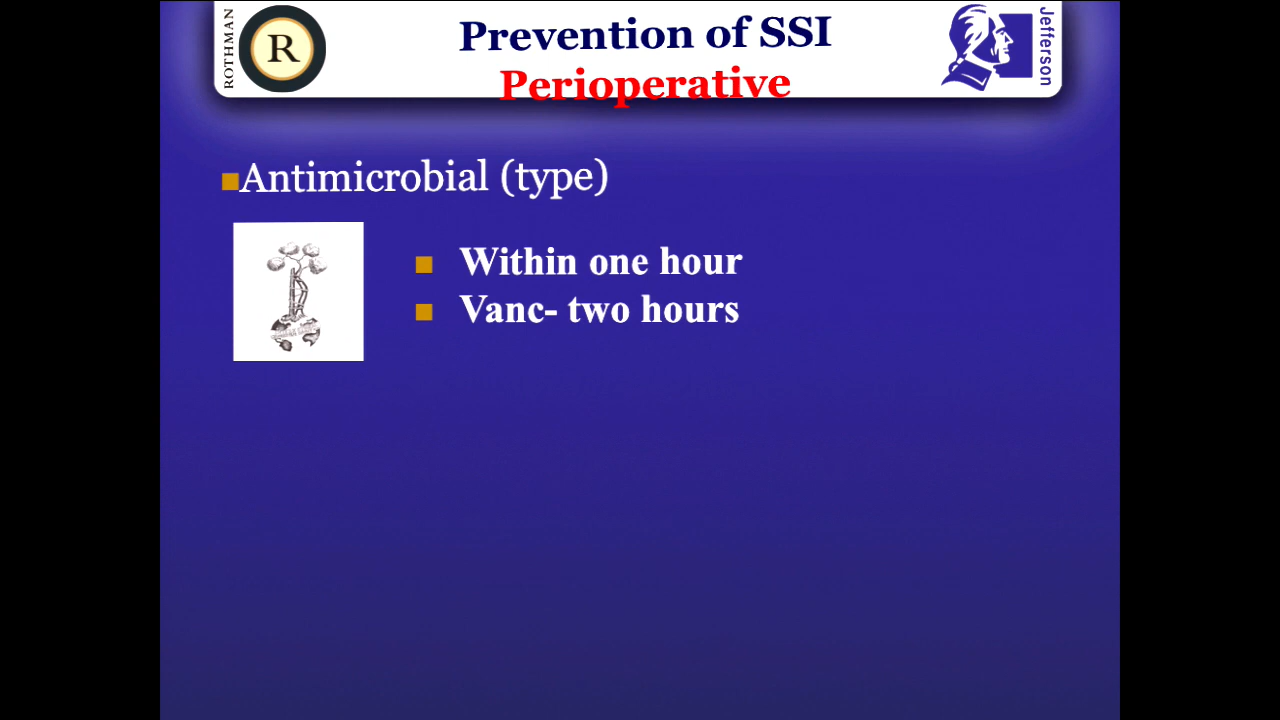 ROTHMAN
R
Prevention of SSI
Perioperative
Jefferson
Antimicrobial (type)
Within one hour
Vanc- two hours